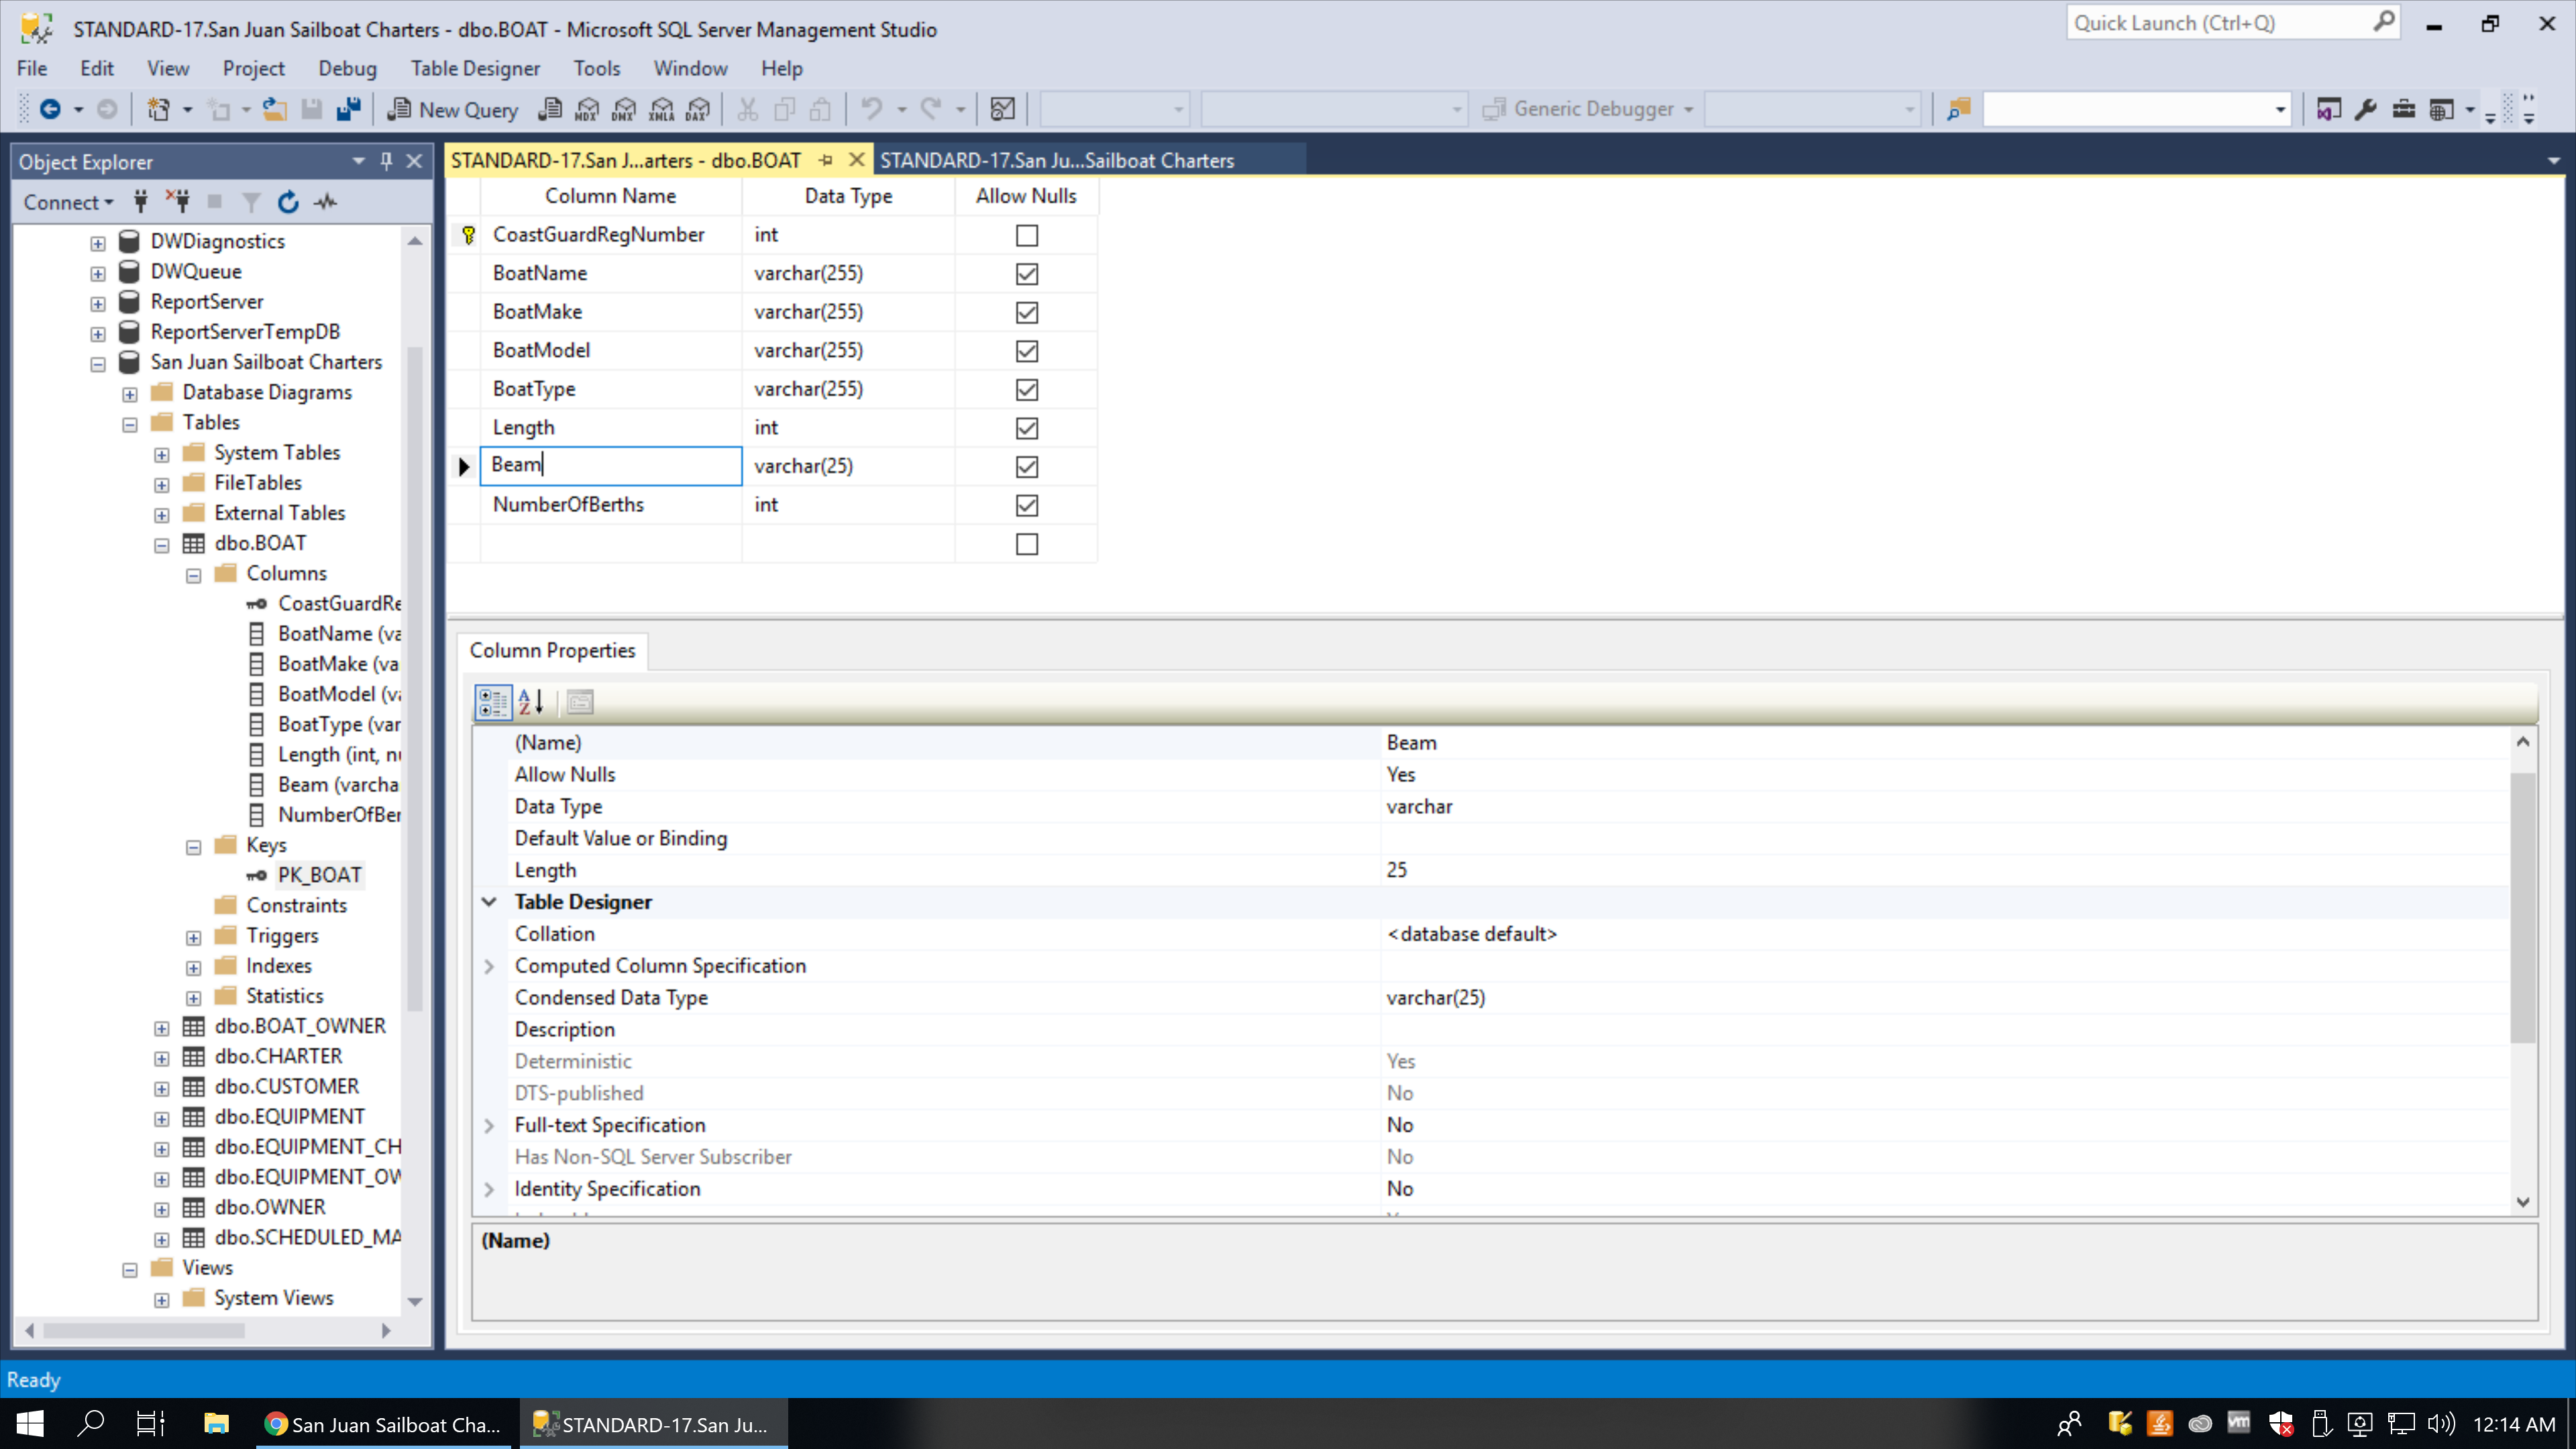 STANDARD-17.San Juan Sailboat Charters - dbo.BOAT - Microsoft SQL Server Management Studio
Quick Launch (Ctrl+Q)
File Edit View Project Debug Table Designer Tools Window Help
New Query MDX DMX XMLA DAX Generic Debugger
Object Explorer
Connect
DWDiagnostics
DWQueue
ReportServer
ReportServerTempDB
San Juan Sailboat Charters
Database Diagrams
Tables
System Tables
FileTables
External Tables
dbo.BOAT
Columns
CoastGuardRe
BoatName (va
BoatMake (va
BoatModel (va
BoatType (var
Length (int, nu
Beam (varcha
NumberOfBer
Keys
PK_BOAT
Constraints
Triggers
Indexes
Statistics
dbo.BOAT_OWNER
dbo.CHARTER
dbo.CUSTOMER
dbo.EQUIPMENT
dbo.EQUIPMENT_CH
dbo.EQUIPMENT_OW
dbo.OWNER
dbo.SCHEDULED_MA
Views
System Views
STANDARD-17.San J...arters - dbo.BOAT STANDARD-17.San Ju...Sailboat Charters
Column Name Data Type Allow Nulls
CoastGuardRegNumber int
BoatName varchar(255)
BoatMake varchar(255)
BoatModel varchar(255)
BoatType varchar(255)
Length int
Beam varchar(25)
NumberOfBerths int
Column Properties
(Name) Beam
Allow Nulls Yes
Data Type varchar
Default Value or Binding
Length 25
Table Designer
Collation <database default>
Computed Column Specification
Condensed Data Type varchar(25)
Description
Deterministic Yes
DTS-published No
Full-text Specification No
Has Non-SQL Server Subscriber No
Identity Specification No
(Name)
Ready
San Juan Sailboat Cha... STANDARD-17.San Ju... vm 12:14 AM